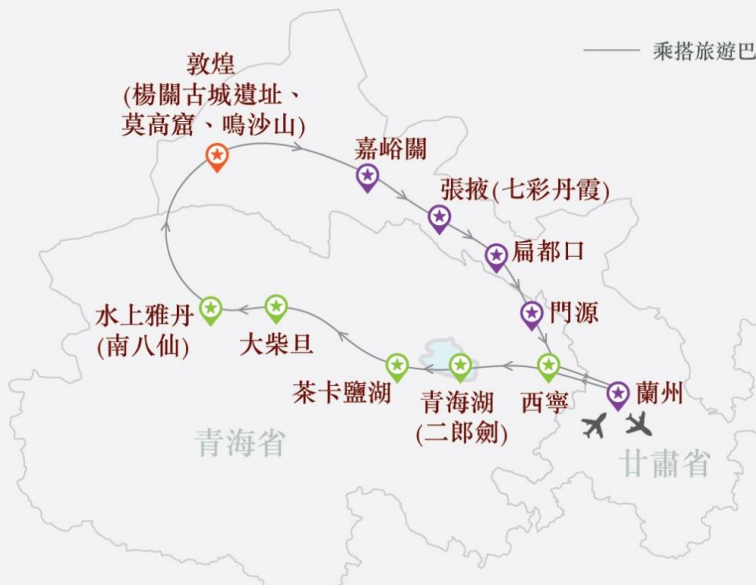 乘搭旅遊巴
敦煌
(楊關古城遺址、
莫高窟、鳴沙山)
嘉峪關
張掖(七彩丹霞)
扁都口
門源
水上雅丹
(南八仙)
大柴旦
茶卡鹽湖
青海湖
(二郎劍)
西寧
蘭州
青海省
甘肅省